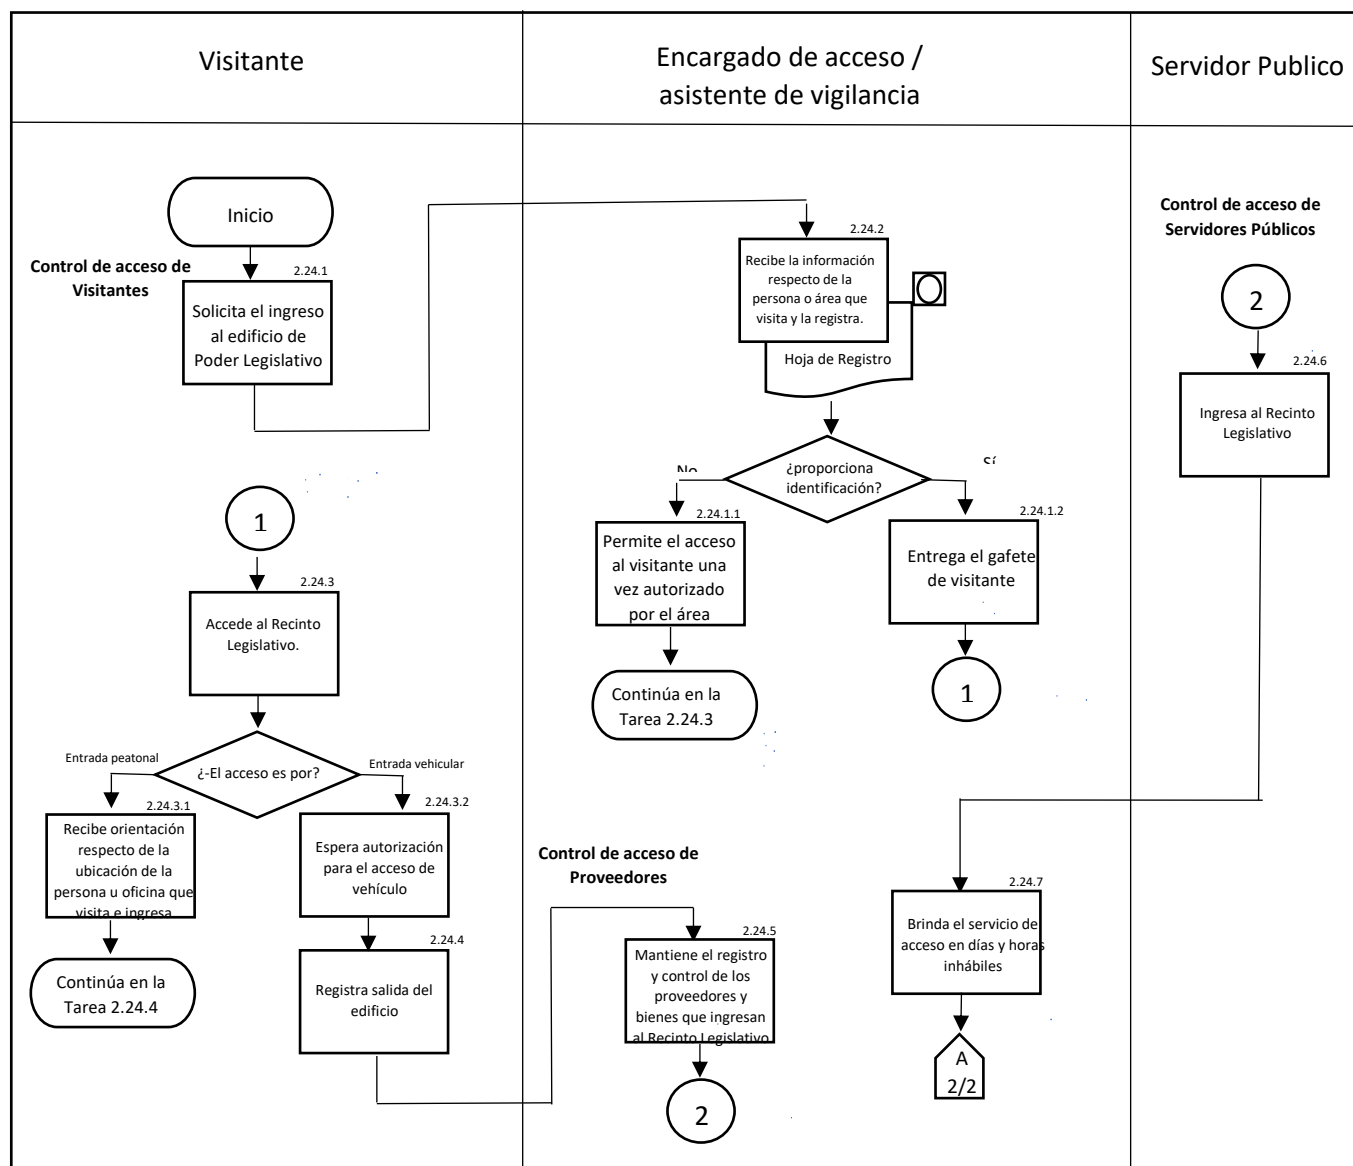 Visitante
Encargado de acceso /
asistente de vigilancia
Servidor Publico
Inicio
Control de acceso de
Visitantes
2.24.1
Solicita el ingreso
al edificio de
Poder Legislativo
2.24.2
Recibe la información
respecto de la
persona o área que
visita y la registra.
Hoja de Registro
¿proporciona
identificación?
No
Sí
2.24.1.1
Permite el acceso
al visitante una
vez autorizado
por el área
Continúa en la
Tarea 2.24.3
2.24.1.2
Entrega el gafete
de visitante
1
Control de acceso de
Servidores Públicos
2
2.24.6
Ingresa al Recinto
Legislativo
1
2.24.3
Accede al Recinto
Legislativo.
¿-El acceso es por?
Entrada peatonal
Entrada vehicular
2.24.3.1
Recibe orientación
respecto de la
ubicación de la
persona u oficina que
visita e ingresa
Continúa en la
Tarea 2.24.4
2.24.3.2
Espera autorización
para el acceso de
vehículo
2.24.4
Registra salida del
edificio
Control de acceso de
Proveedores
2.24.5
Mantiene el registro
y control de los
proveedores y
bienes que ingresan
al Recinto Legislativo
2
2.24.7
Brinda el servicio de
acceso en días y horas
inhábiles
A
2/2